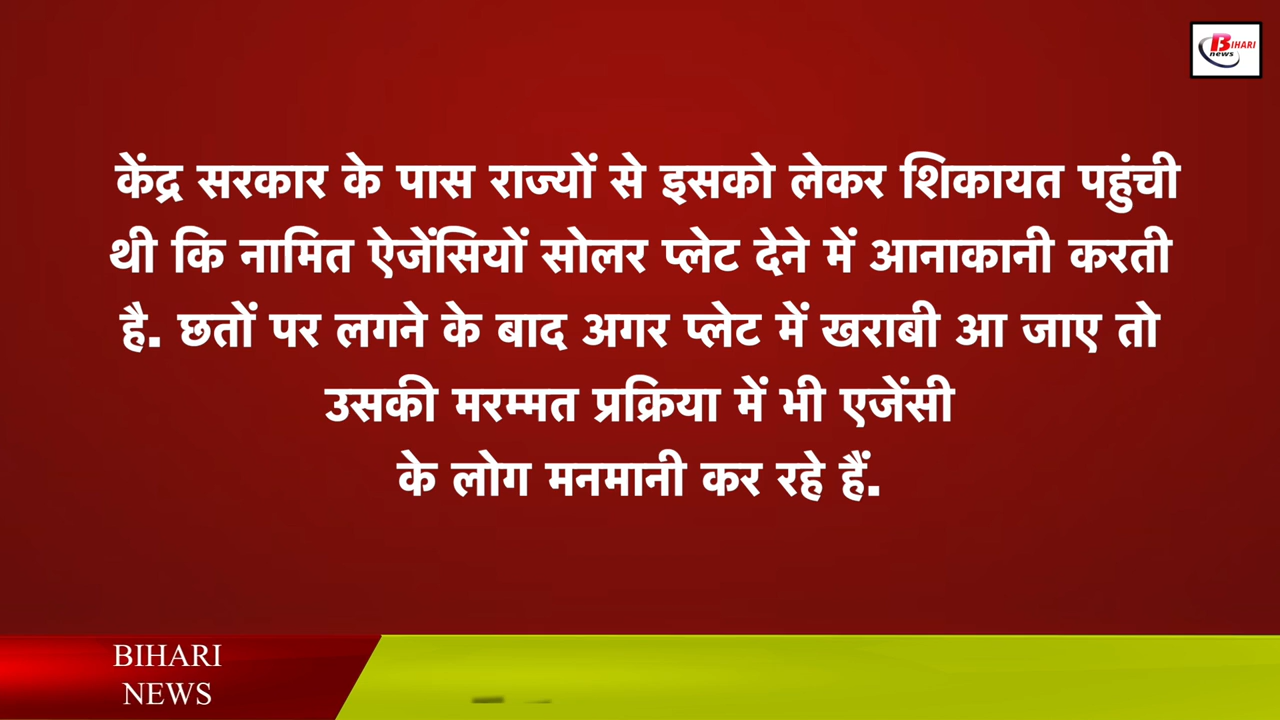 BIHARI
news
केंद्र सरकार के पास राज्यों से इसको लेकर शिकायत पहुंची
थी कि नामित ऐजेंसियों सोलर प्लेट देने में आनाकानी करती
है. छतों पर लगने के बाद अगर प्लेट में खराबी आ जाए तो
उसकी मरम्मत प्रक्रिया में भी एजेंसी
के लोग मनमानी कर रहे हैं.
BIHARI
NEWS